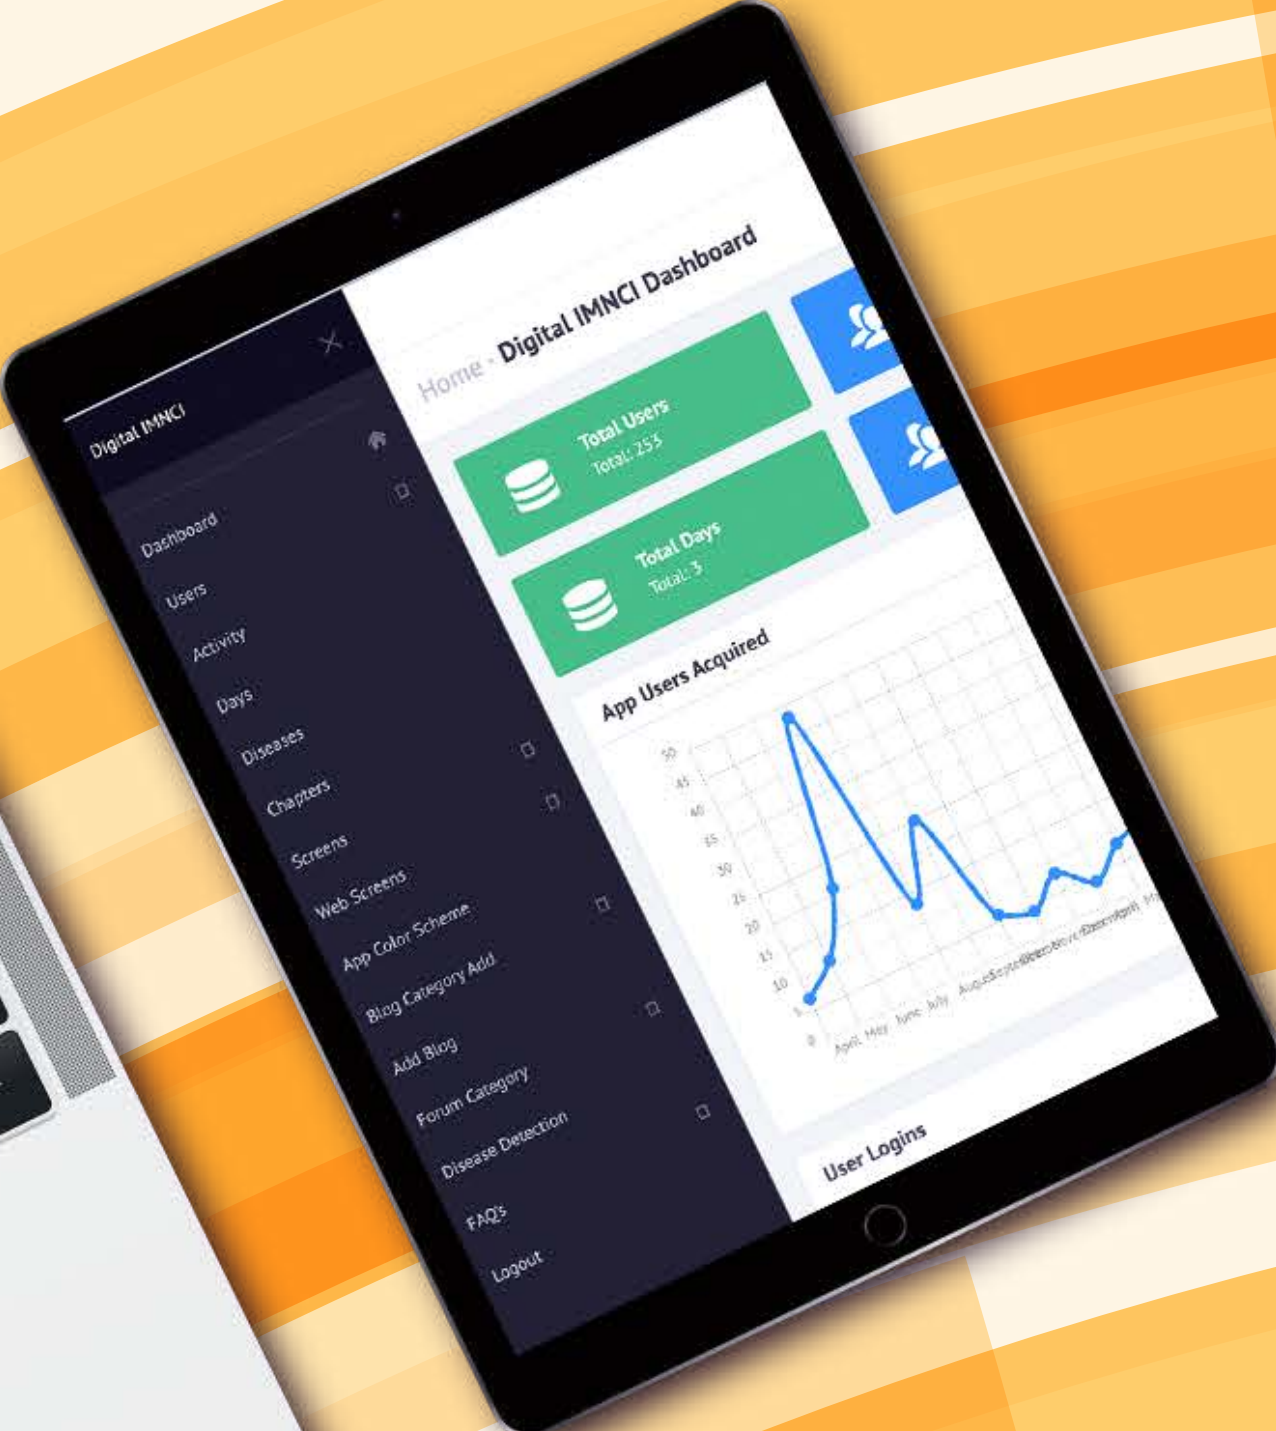 Digital IMNCI
Dashboard
Users
Activity
Days
Diseases
Chapters
Screens
Web Screens
App Color Scheme
Blog Category Add
Add Blog
Forum Category
Disease Detection
FAQ's
Logout
Home - Digital IMNCI Dashboard
Total Users
Total: 253
Total Days
Total: 3
App Users Acquired
50
45
40
35
30
25
20
15
10
5
0
April May June July
User Logins